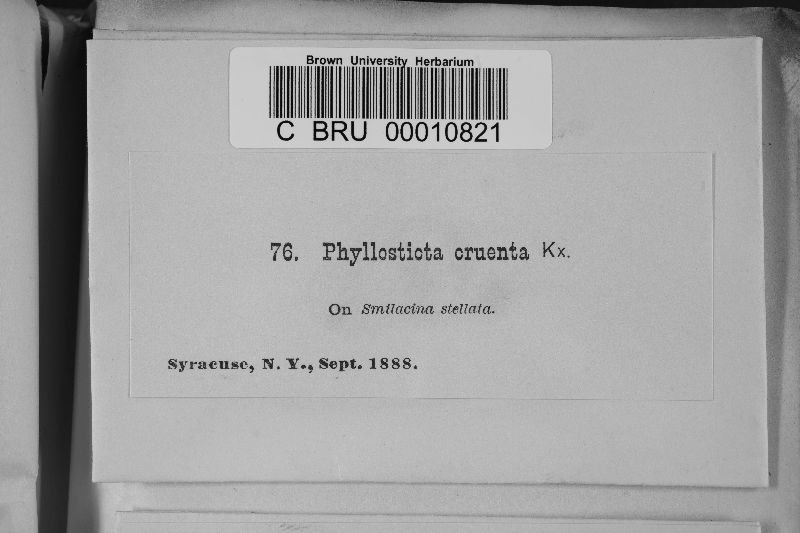 Brown University Herbarium
C BRU 00010821
76. Phyllosticta cruenta Kx.
On Smilacina stellata.
Syracuse, N. Y., Sept. 1888.